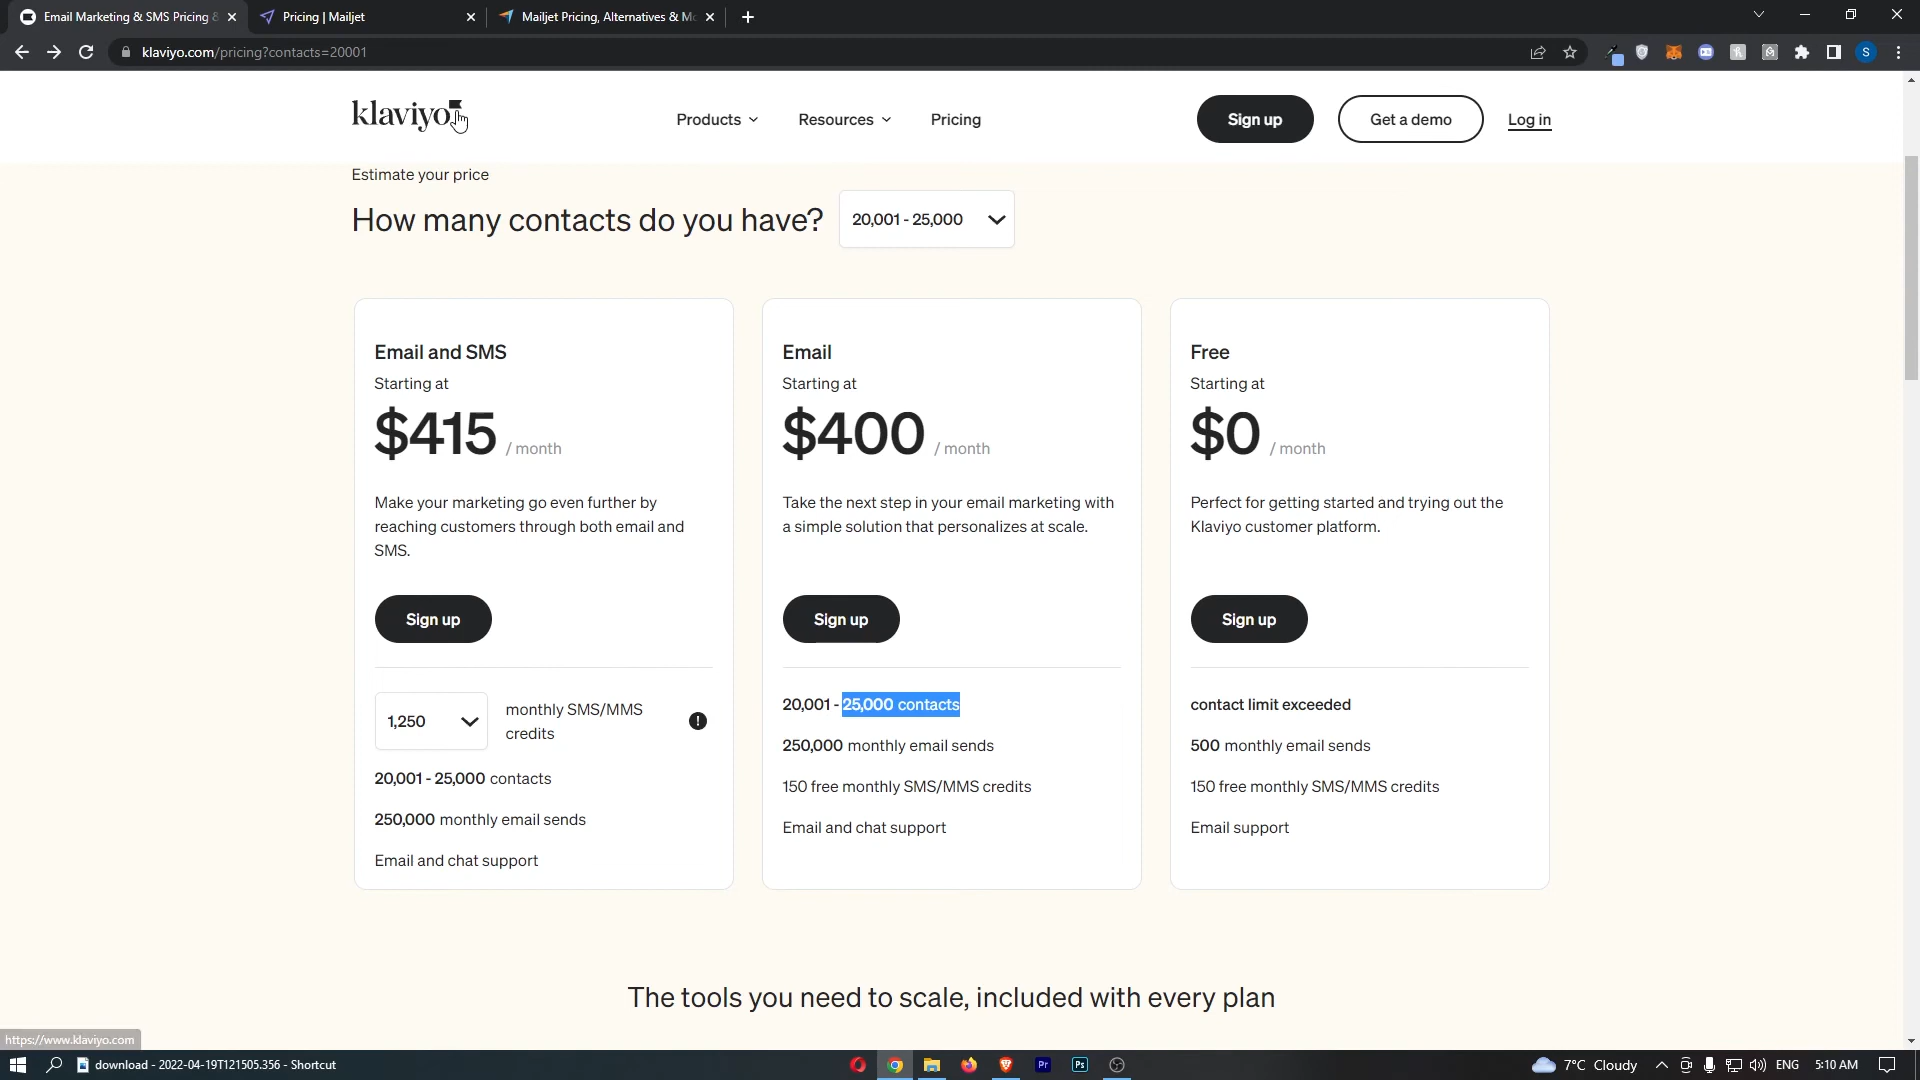 Email Marketing & SMS Pricing &
Pricing | Mailjet
Mailjet Pricing, Alternatives & Mo
klaviyo.com/pricing?contacts=20001
S
klaviyo
Products
Resources
Pricing
Sign up
Get a demo
Log in
Estimate your price
How many contacts do you have?
20,001 - 25,000
Email and SMS
Starting at
$415 / month
Make your marketing go even further by
reaching customers through both email and
SMS.
Sign up
1,250
monthly SMS/MMS
credits
20,001 - 25,000 contacts
250,000 monthly email sends
Email and chat support
Email
Starting at
$400 / month
Take the next step in your email marketing with
a simple solution that personalizes at scale.
Sign up
20,001 - 25,000 contacts
250,000 monthly email sends
150 free monthly SMS/MMS credits
Email and chat support
Free
Starting at
$0 / month
Perfect for getting started and trying out the
Klaviyo customer platform.
Sign up
contact limit exceeded
500 monthly email sends
150 free monthly SMS/MMS credits
Email support
The tools you need to scale, included with every plan
https://www.klaviyo.com
download - 2022-04-19T121505.356 - Shortcut
Pr
Ps
7°C Cloudy
ENG
5:10 AM